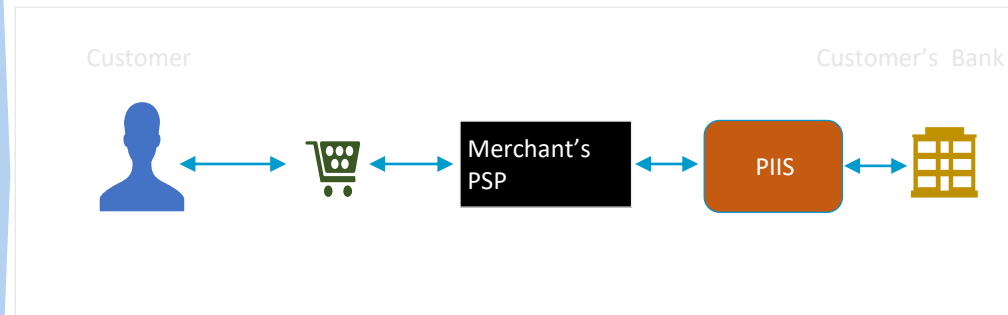 Customer
Customer's Bank
Merchant's
PSP
PIIS